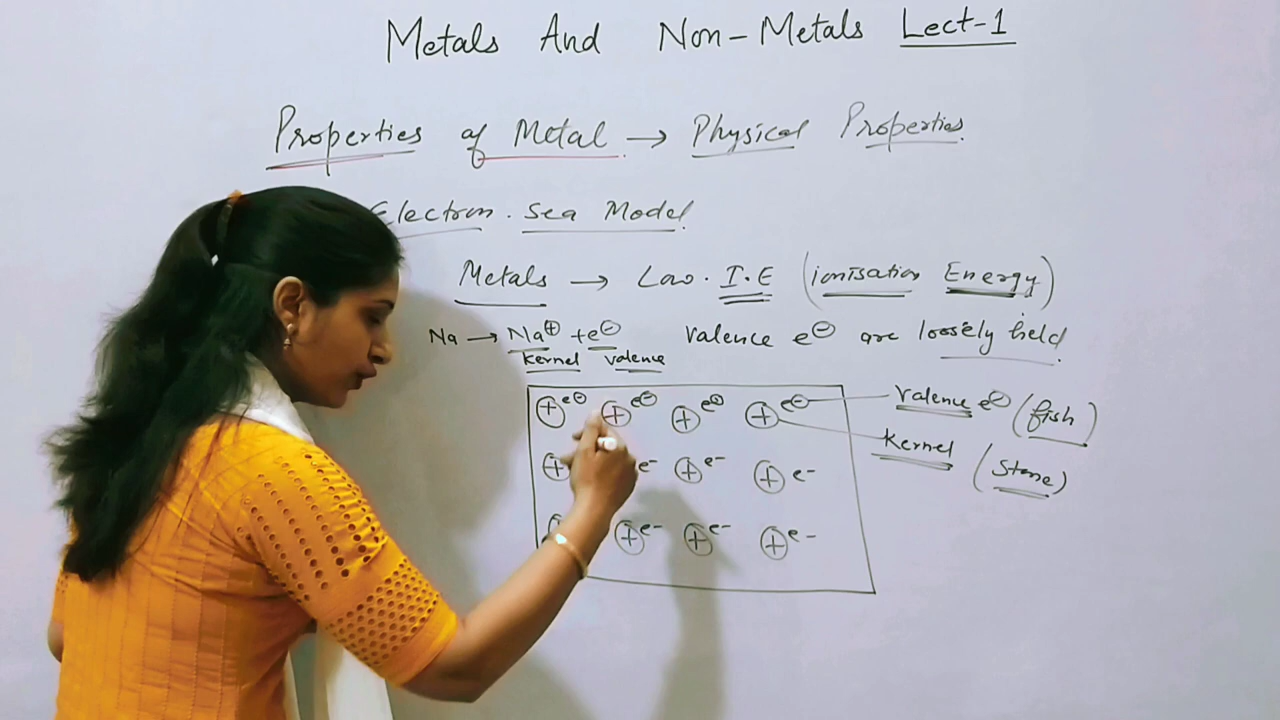 Metals And Non-Metals Lect-1
Properties of Metal → Physical Properties
Electron. Sea Model
Metals → Low. I.E (ionisation Energy)
Na → Na⊕ + e⊖ Valence e⊖ are loosely held
Kernel Valence
⊕ e⊖ ⊕ e⊖ ⊕ e⊖ ⊕ e⊖ Valence e⊖ (fish)
Kernel (Stone)
⊕ e- ⊕ e- ⊕ e-
⊕ e- ⊕ e- ⊕ e-